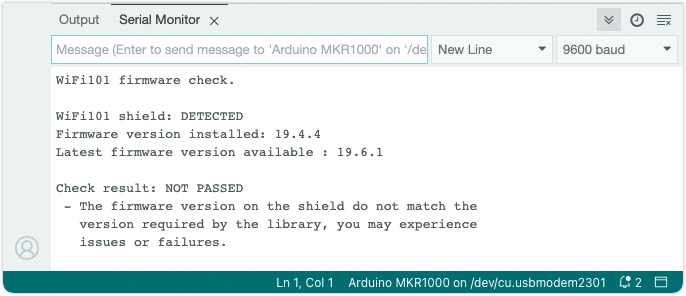 Output Serial Monitor
Message (Enter to send message to 'Arduino MKR1000' on '/de New Line 9600 baud
WiFi101 firmware check.
WiFi101 shield: DETECTED
Firmware version installed: 19.4.4
Latest firmware version available : 19.6.1
Check result: NOT PASSED
- The firmware version on the shield do not match the
version required by the library, you may experience
issues or failures.
Ln 1, Col 1 Arduino MKR1000 on /dev/cu.usbmodem2301 2